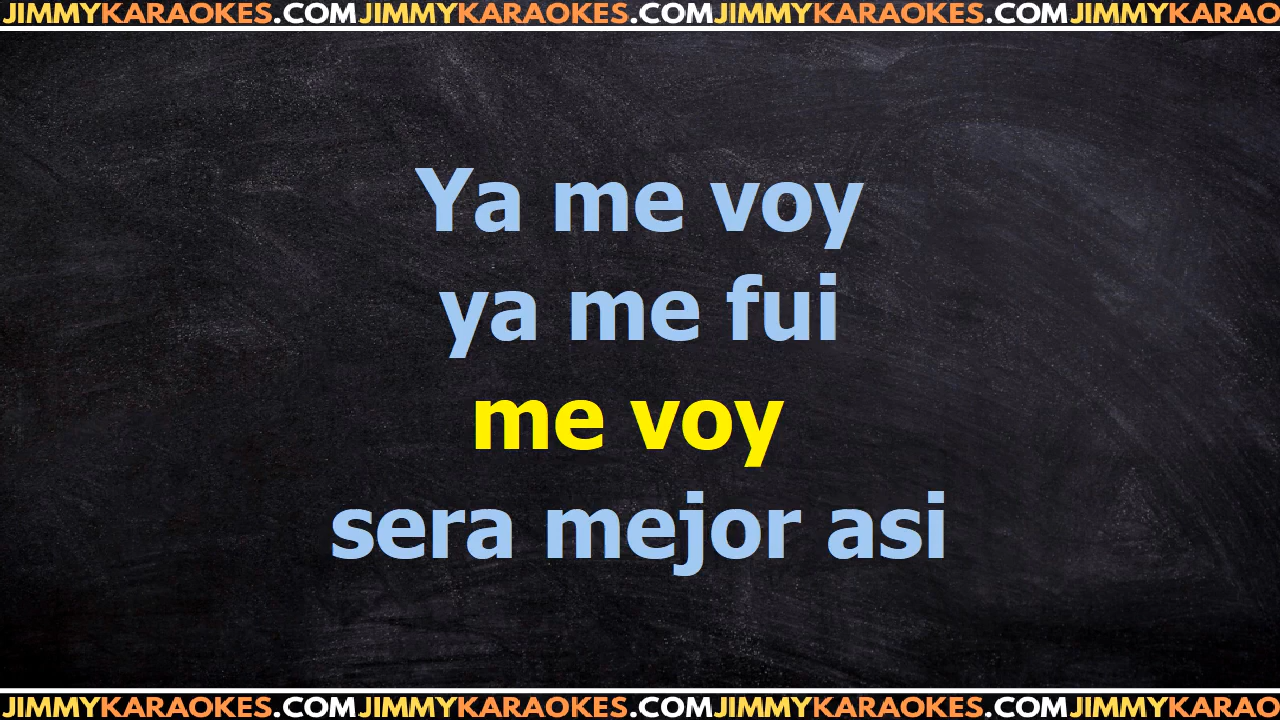 JIMMYKARAOKES.COMJIMMYKARAOKES.COMJIMMYKARAOKES.COMJIMMYKARAO
Ya me voy
ya me fui
me voy
sera mejor asi
JIMMYKARAOKES.COMJIMMYKARAOKES.COMJIMMYKARAOKES.COMJIMMYKARAO